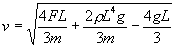 v = √(4FL/3m + 2ρL⁴g/3m − 4gL/3)